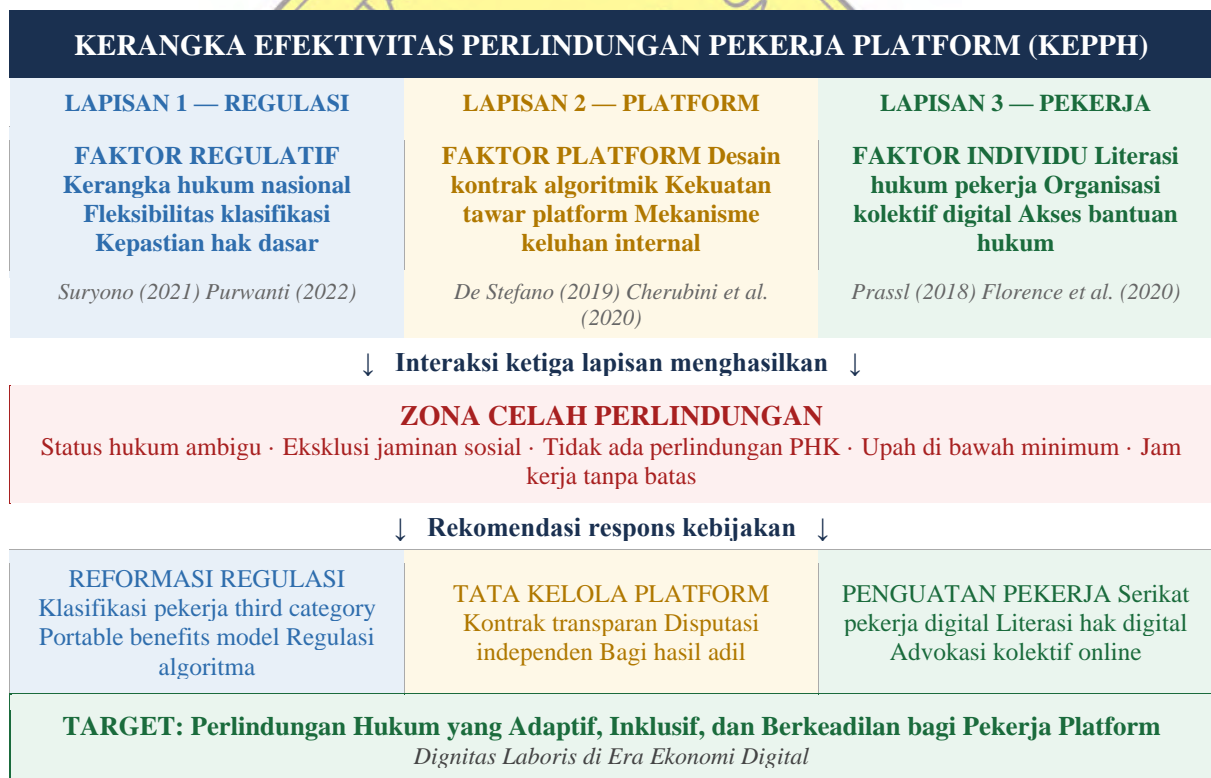 KERANGKA EFEKTIVITAS PERLINDUNGAN PEKERJA PLATFORM (KEPPH)
LAPISAN 1 — REGULASI
FAKTOR REGULATIF
Kerangka hukum nasional
Fleksibilitas klasifikasi
Kepastian hak dasar
Suryono (2021) Purwanti (2022)
LAPISAN 2 — PLATFORM
FAKTOR PLATFORM Desain
kontrak algoritmik Kekuatan
tawar platform Mekanisme
keluhan internal
De Stefano (2019) Cherubini et al.
(2020)
LAPISAN 3 — PEKERJA
FAKTOR INDIVIDU Literasi
hukum pekerja Organisasi
kolektif digital Akses bantuan
hukum
Prassl (2018) Florence et al. (2020)
↓ Interaksi ketiga lapisan menghasilkan ↓
ZONA CELAH PERLINDUNGAN
Status hukum ambigu · Eksklusi jaminan sosial · Tidak ada perlindungan PHK · Upah di bawah minimum · Jam
kerja tanpa batas
↓ Rekomendasi respons kebijakan ↓
REFORMASI REGULASI
Klasifikasi pekerja third category
Portable benefits model Regulasi
algoritma
TATA KELOLA PLATFORM
Kontrak transparan Disputasi
independen Bagi hasil adil
PENGUATAN PEKERJA Serikat
pekerja digital Literasi hak digital
Advokasi kolektif online
TARGET: Perlindungan Hukum yang Adaptif, Inklusif, dan Berkeadilan bagi Pekerja Platform
Dignitas Laboris di Era Ekonomi Digital